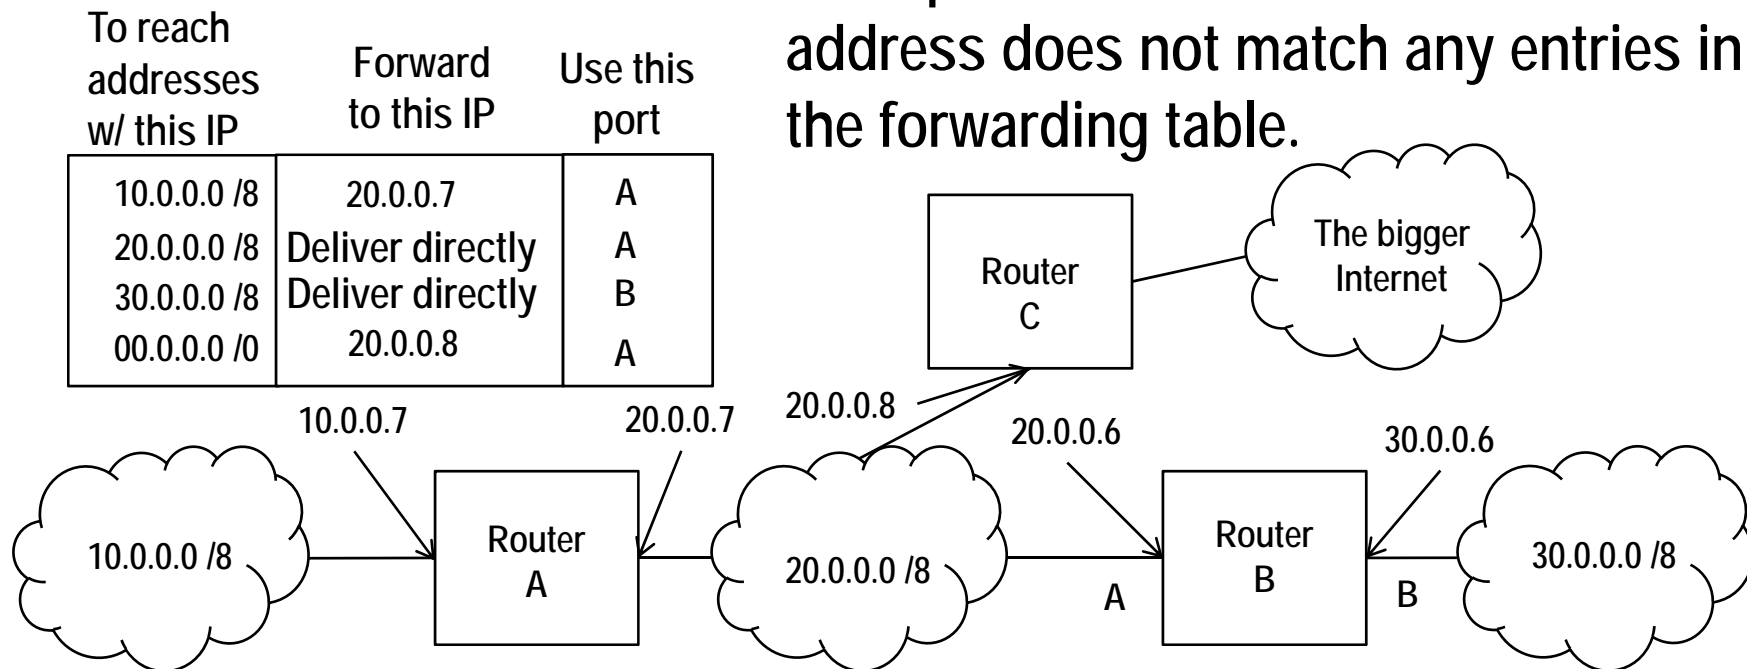 address does not match any entries in
the forwarding table.
To reach
addresses
w/ this IP
Forward
to this IP
Use this
port
10.0.0.0 /8 20.0.0.7 A
20.0.0.0 /8 Deliver directly A
30.0.0.0 /8 Deliver directly B
00.0.0.0 /0 20.0.0.8 A
Router
C
The bigger
Internet
10.0.0.7
20.0.0.7
20.0.0.8
20.0.0.6
30.0.0.6
10.0.0.0 /8
Router
A
20.0.0.0 /8
A
Router
B
B
30.0.0.0 /8